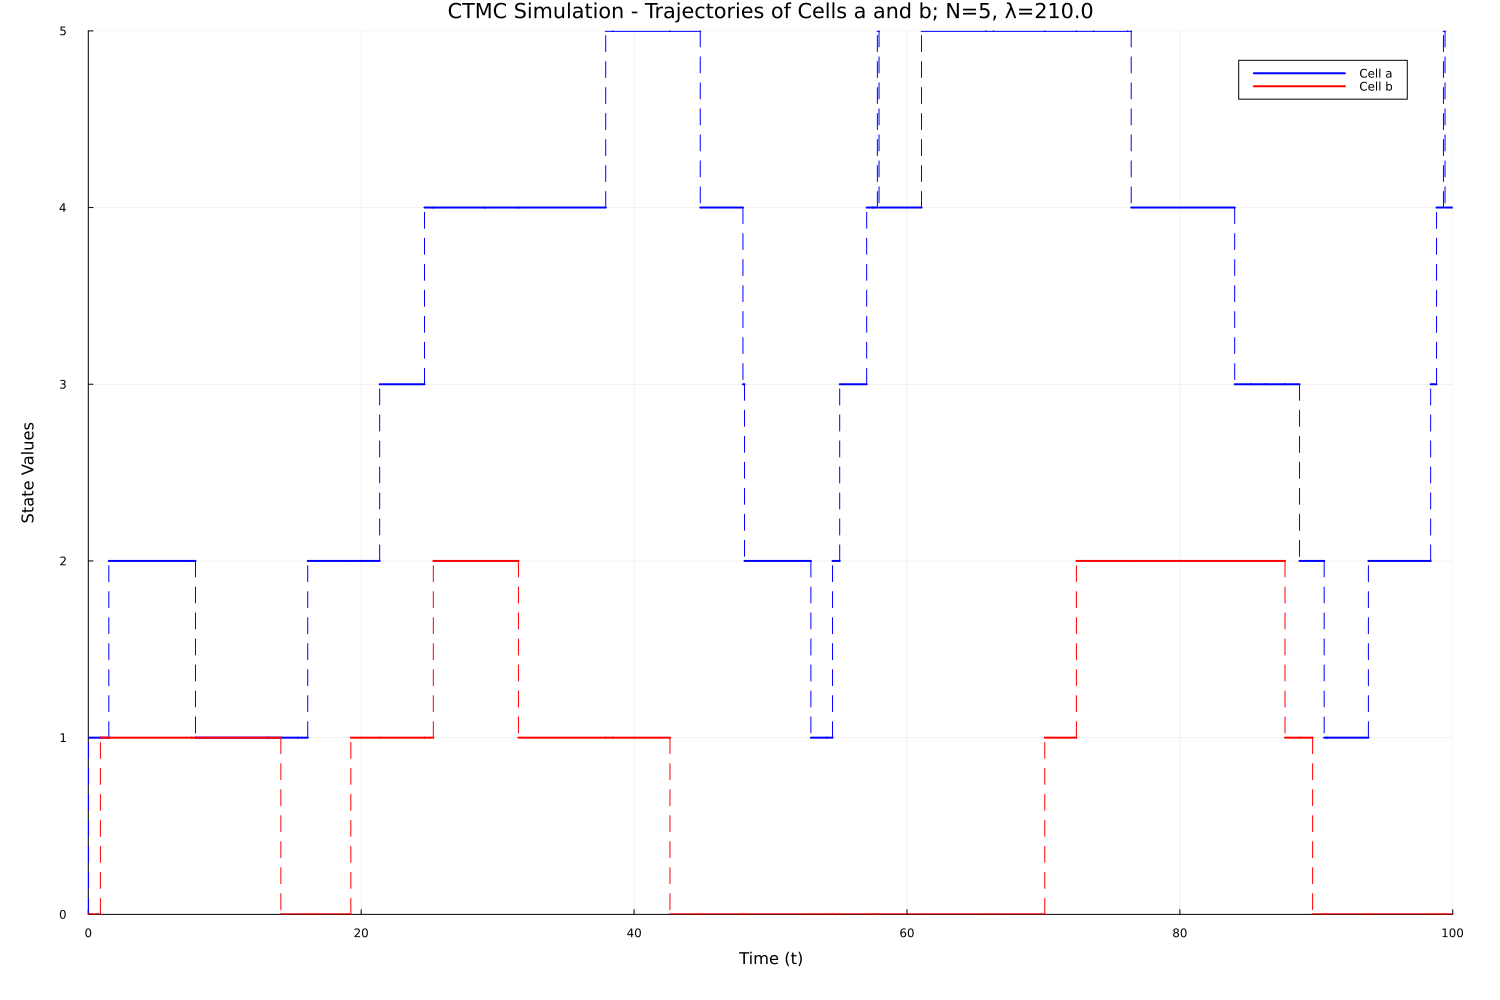 CTMC Simulation - Trajectories of Cells a and b; N=5, λ=210.0
5
Cell a
Cell b
4
3
State Values
2
1
0
0 20 40 60 80 100
Time (t)